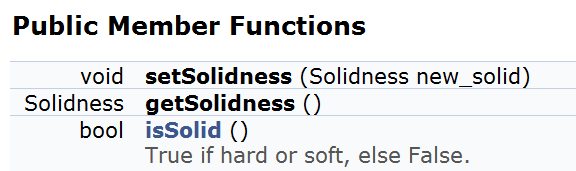 Public Member Functions
void setSolidness (Solidness new_solid)
Solidness getSolidness ()
bool isSolid ()
True if hard or soft, else False.